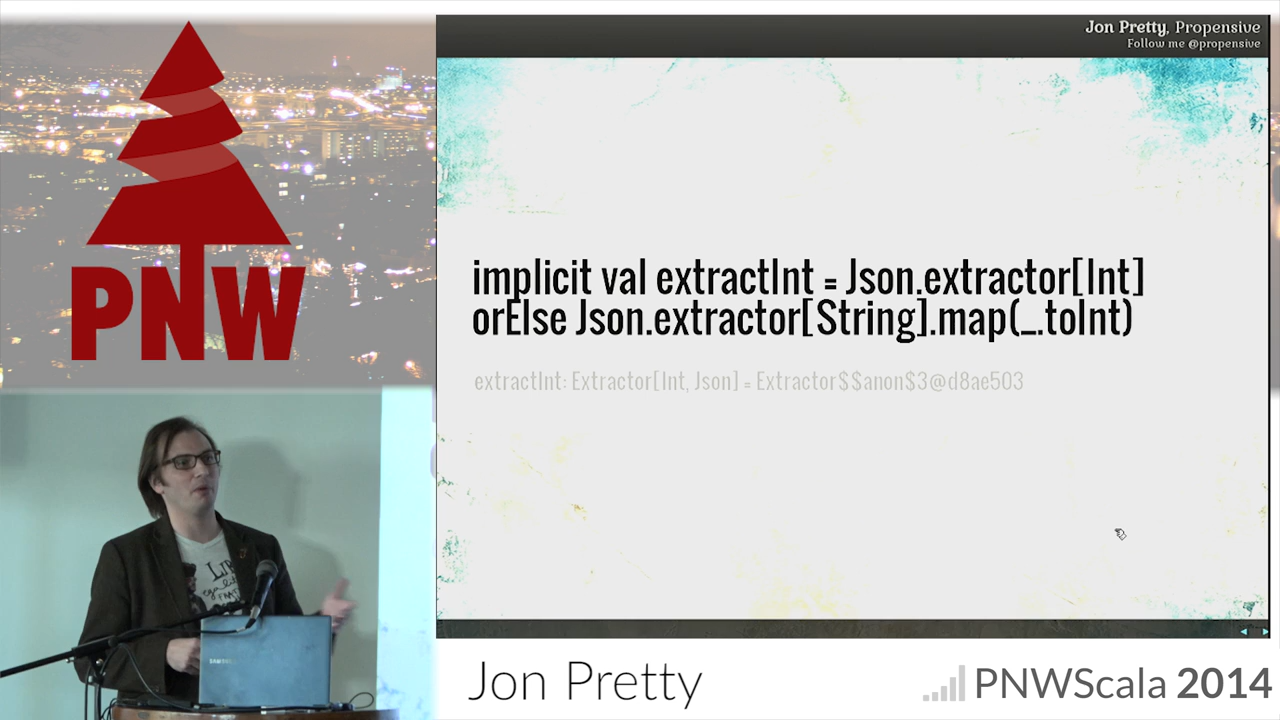 PNW
Jon Pretty, Propensive
Follow me @propensive
implicit val extractInt = Json.extractor[Int]
orElse Json.extractor[String].map(_.toInt)
extractInt: Extractor[Int, Json] = Extractor$$anon$3@d8ae503
SAMSUNG
Jon Pretty
PNWScala 2014